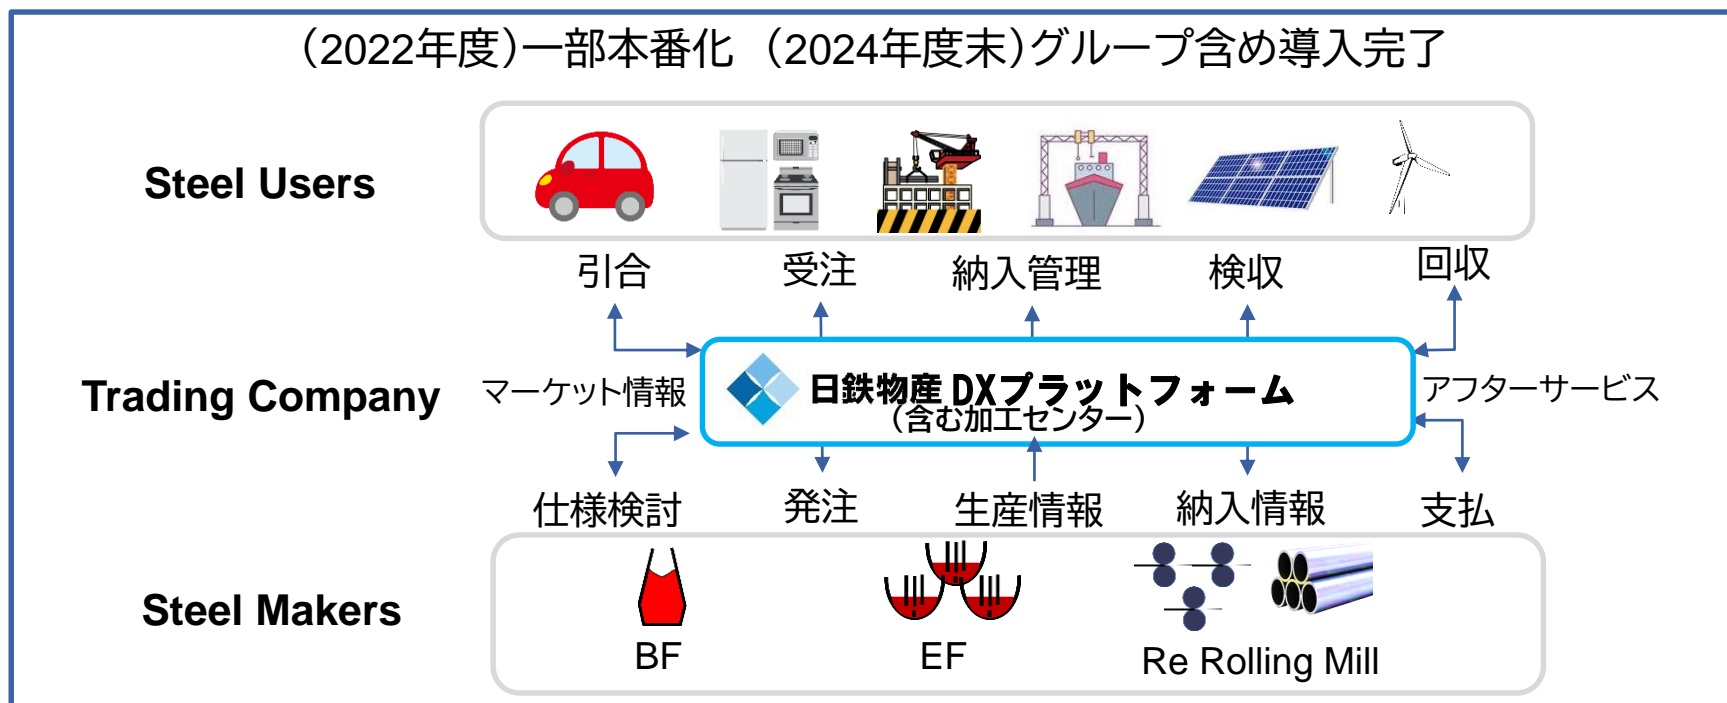 (2022年度)一部本番化 (2024年度末)グループ含め導入完了
Steel Users
引合 受注 納入管理 検収 回収
Trading Company マーケット情報 日鉄物産 DXプラットフォーム アフターサービス
(含む加工センター)
仕様検討 発注 生産情報 納入情報 支払
Steel Makers
BF EF Re Rolling Mill